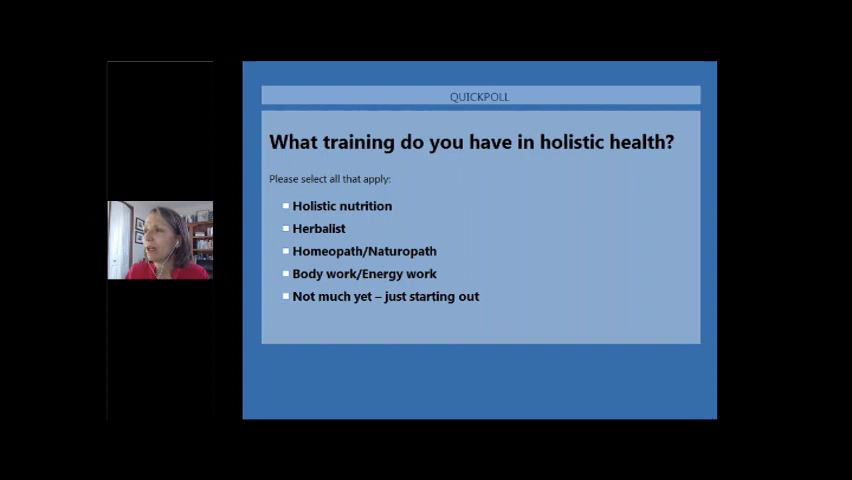 QUICKPOLL
What training do you have in holistic health?
Please select all that apply:
Holistic nutrition
Herbalist
Homeopath/Naturopath
Body work/Energy work
Not much yet – just starting out